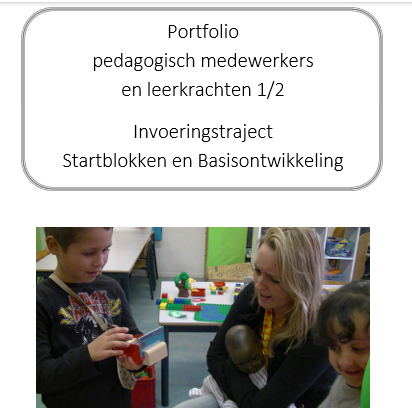 Portfolio
pedagogisch medewerkers
en leerkrachten 1/2
Invoeringstraject
Startblokken en Basisontwikkeling